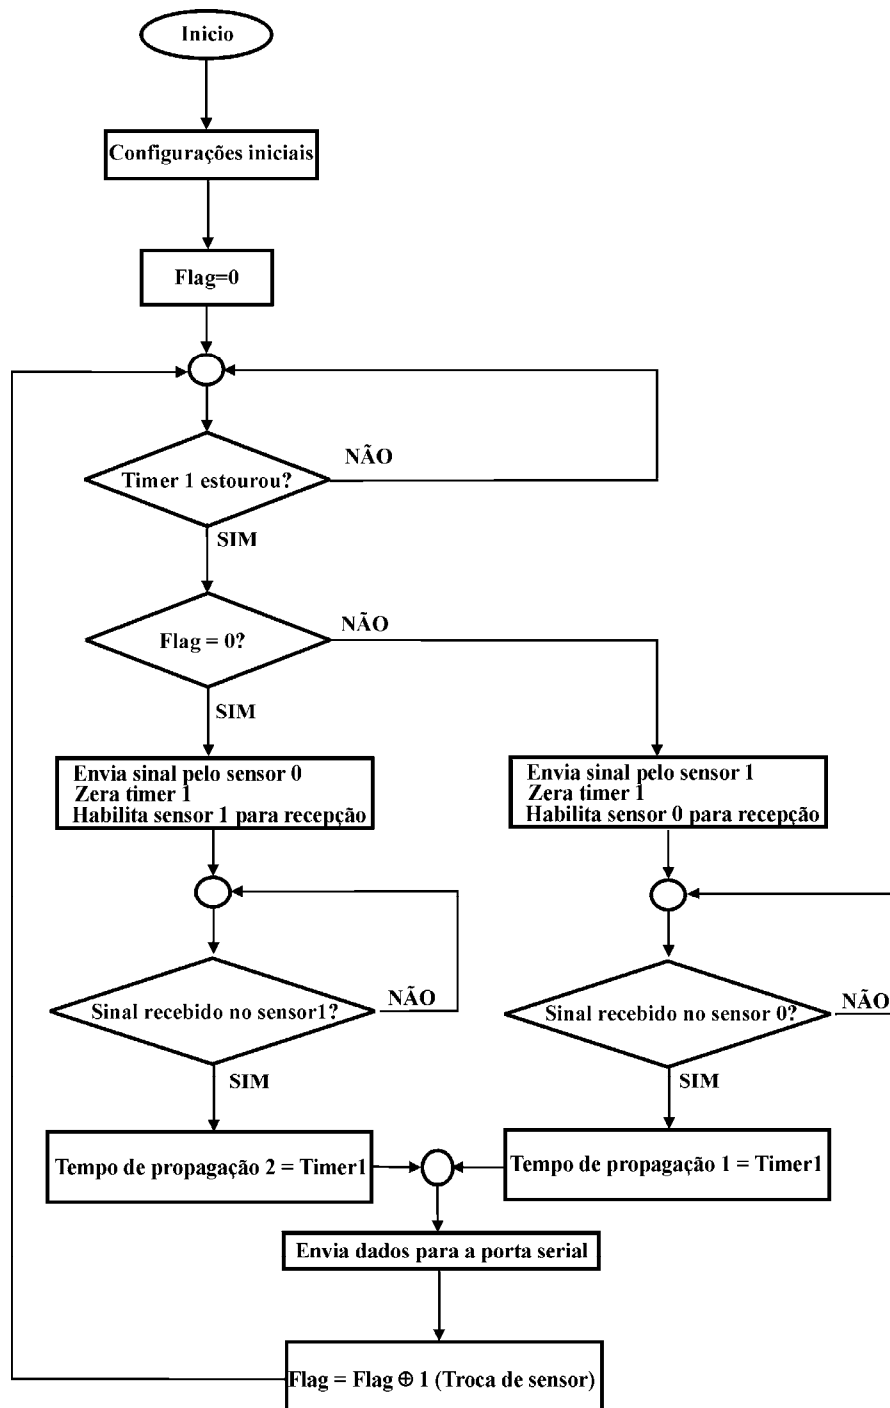 Inicio
Configurações iniciais
Flag=0
Timer 1 estourou?
NÃO
SIM
Flag = 0?
NÃO
SIM
Envia sinal pelo sensor 0
Zera timer 1
Habilita sensor 1 para recepção
Envia sinal pelo sensor 1
Zera timer 1
Habilita sensor 0 para recepção
Sinal recebido no sensor1?
NÃO
SIM
Sinal recebido no sensor 0?
NÃO
SIM
Tempo de propagação 2 = Timer1
Tempo de propagação 1 = Timer1
Envia dados para a porta serial
Flag = Flag ⊕ 1 (Troca de sensor)